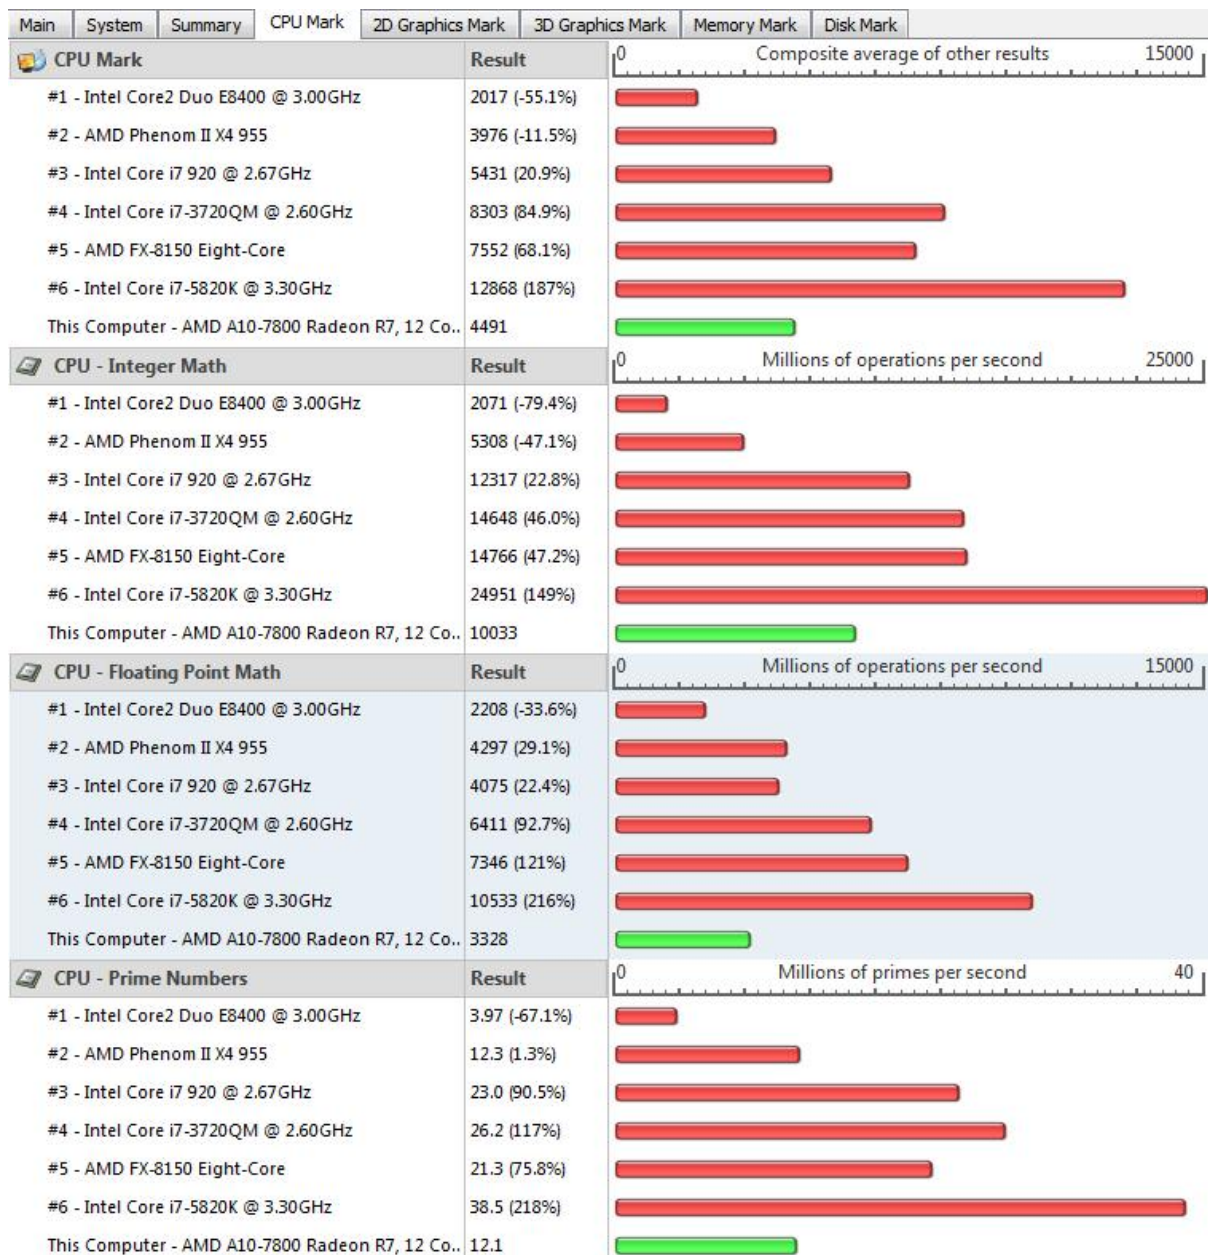 Main System Summary CPU Mark 2D Graphics Mark 3D Graphics Mark Memory Mark Disk Mark
CPU Mark Result 0 Composite average of other results 15000
#1 - Intel Core2 Duo E8400 @ 3.00GHz 2017 (-55.1%)
#2 - AMD Phenom II X4 955 3976 (-11.5%)
#3 - Intel Core i7 920 @ 2.67GHz 5431 (20.9%)
#4 - Intel Core i7-3720QM @ 2.60GHz 8303 (84.9%)
#5 - AMD FX-8150 Eight-Core 7552 (68.1%)
#6 - Intel Core i7-5820K @ 3.30GHz 12868 (187%)
This Computer - AMD A10-7800 Radeon R7, 12 Co.. 4491
CPU - Integer Math Result 0 Millions of operations per second 25000
#1 - Intel Core2 Duo E8400 @ 3.00GHz 2071 (-79.4%)
#2 - AMD Phenom II X4 955 5308 (-47.1%)
#3 - Intel Core i7 920 @ 2.67GHz 12317 (22.8%)
#4 - Intel Core i7-3720QM @ 2.60GHz 14648 (46.0%)
#5 - AMD FX-8150 Eight-Core 14766 (47.2%)
#6 - Intel Core i7-5820K @ 3.30GHz 24951 (149%)
This Computer - AMD A10-7800 Radeon R7, 12 Co.. 10033
CPU - Floating Point Math Result 0 Millions of operations per second 15000
#1 - Intel Core2 Duo E8400 @ 3.00GHz 2208 (-33.6%)
#2 - AMD Phenom II X4 955 4297 (29.1%)
#3 - Intel Core i7 920 @ 2.67GHz 4075 (22.4%)
#4 - Intel Core i7-3720QM @ 2.60GHz 6411 (92.7%)
#5 - AMD FX-8150 Eight-Core 7346 (121%)
#6 - Intel Core i7-5820K @ 3.30GHz 10533 (216%)
This Computer - AMD A10-7800 Radeon R7, 12 Co.. 3328
CPU - Prime Numbers Result 0 Millions of primes per second 40
#1 - Intel Core2 Duo E8400 @ 3.00GHz 3.97 (-67.1%)
#2 - AMD Phenom II X4 955 12.3 (1.3%)
#3 - Intel Core i7 920 @ 2.67GHz 23.0 (90.5%)
#4 - Intel Core i7-3720QM @ 2.60GHz 26.2 (117%)
#5 - AMD FX-8150 Eight-Core 21.3 (75.8%)
#6 - Intel Core i7-5820K @ 3.30GHz 38.5 (218%)
This Computer - AMD A10-7800 Radeon R7, 12 Co.. 12.1